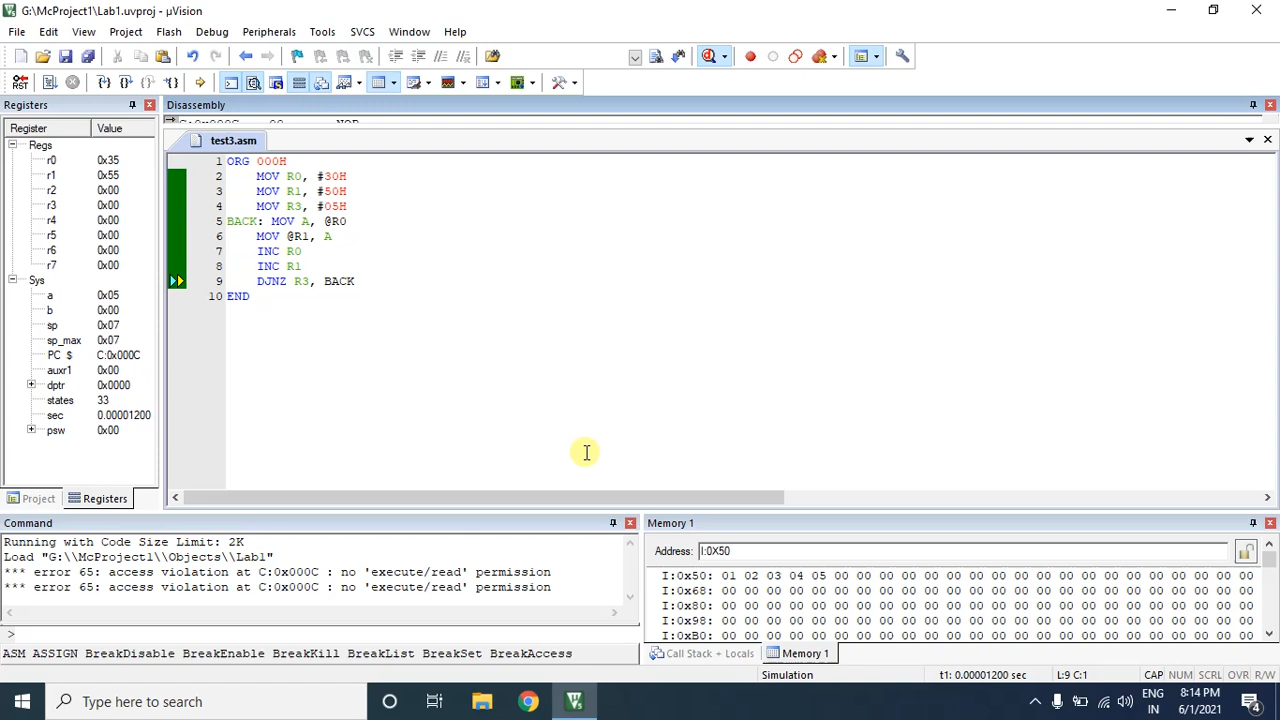 G:\McProject1\Lab1.uvproj - µVision
File Edit View Project Flash Debug Peripherals Tools SVCS Window Help
Registers
Disassembly
Register Value
Regs
r0 0x35
r1 0x55
r2 0x00
r3 0x00
r4 0x00
r5 0x00
r6 0x00
r7 0x00
Sys
a 0x05
b 0x00
sp 0x07
sp_max 0x07
PC $ C:0x000C
auxr1 0x00
dptr 0x0000
states 33
sec 0.00001200
psw 0x00
Project Registers
C:0x000C 00 NOP
test3.asm
1 ORG 000H
2 MOV R0, #30H
3 MOV R1, #50H
4 MOV R3, #05H
5 BACK: MOV A, @R0
6 MOV @R1, A
7 INC R0
8 INC R1
9 DJNZ R3, BACK
10 END
Command
Running with Code Size Limit: 2K
Load "G:\\McProject1\\Objects\\Lab1"
*** error 65: access violation at C:0x000C : no 'execute/read' permission
*** error 65: access violation at C:0x000C : no 'execute/read' permission
>
ASM ASSIGN BreakDisable BreakEnable BreakKill BreakList BreakSet BreakAccess
Memory 1
Address: I:0X50
I:0x50: 01 02 03 04 05 00 00 00 00 00 00 00 00 00 00 00 00 00 00 00 00 00 00 00
I:0x68: 00 00 00 00 00 00 00 00 00 00 00 00 00 00 00 00 00 00 00 00 00 00 00 00
I:0x80: 00 00 00 00 00 00 00 00 00 00 00 00 00 00 00 00 00 00 00 00 00 00 00 00
I:0x98: 00 00 00 00 00 00 00 00 00 00 00 00 00 00 00 00 00 00 00 00 00 00 00 00
I:0xB0: 00 00 00 00 00 00 00 00 00 00 00 00 00 00 00 00 00 00 00 00 00 00 00 00
Call Stack + Locals Memory 1
Simulation t1: 0.00001200 sec L:9 C:1 CAP NUM SCRL OVR R/W
Type here to search
ENG
IN
8:14 PM
6/1/2021
4